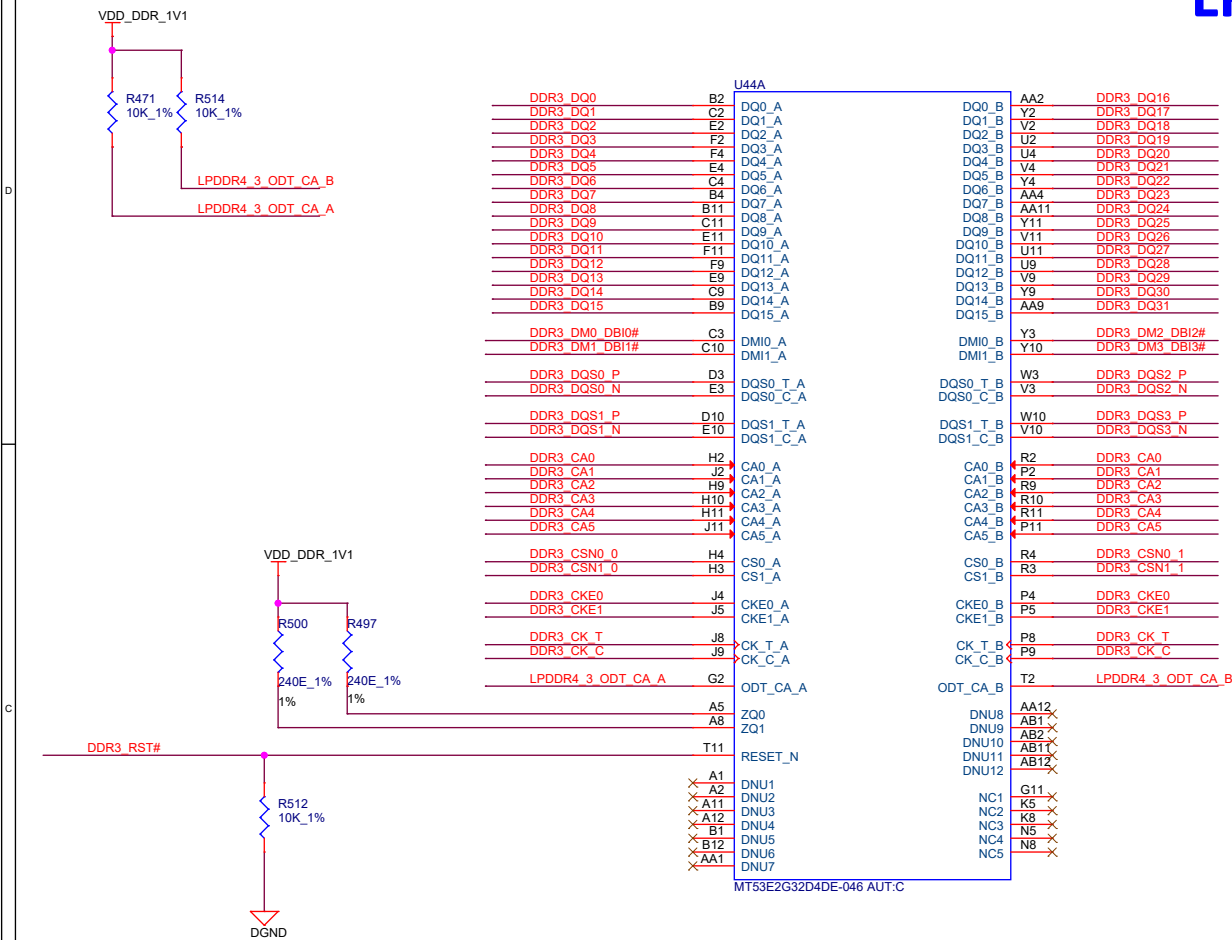 VDD_DDR_1V1
R471
10K_1%
R514
10K_1%
LPDDR4_3_ODT_CA_B
LPDDR4_3_ODT_CA_A
D
C
U44A
DDR3_DQ0 B2 DQ0_A DQ0_B AA2 DDR3_DQ16
DDR3_DQ1 C2 DQ1_A DQ1_B Y2 DDR3_DQ17
DDR3_DQ2 E2 DQ2_A DQ2_B V2 DDR3_DQ18
DDR3_DQ3 F2 DQ3_A DQ3_B U2 DDR3_DQ19
DDR3_DQ4 F4 DQ4_A DQ4_B U4 DDR3_DQ20
DDR3_DQ5 E4 DQ5_A DQ5_B V4 DDR3_DQ21
DDR3_DQ6 C4 DQ6_A DQ6_B Y4 DDR3_DQ22
DDR3_DQ7 B4 DQ7_A DQ7_B AA4 DDR3_DQ23
DDR3_DQ8 B11 DQ8_A DQ8_B AA11 DDR3_DQ24
DDR3_DQ9 C11 DQ9_A DQ9_B Y11 DDR3_DQ25
DDR3_DQ10 E11 DQ10_A DQ10_B V11 DDR3_DQ26
DDR3_DQ11 F11 DQ11_A DQ11_B U11 DDR3_DQ27
DDR3_DQ12 F9 DQ12_A DQ12_B U9 DDR3_DQ28
DDR3_DQ13 E9 DQ13_A DQ13_B V9 DDR3_DQ29
DDR3_DQ14 C9 DQ14_A DQ14_B Y9 DDR3_DQ30
DDR3_DQ15 B9 DQ15_A DQ15_B AA9 DDR3_DQ31
DDR3_DM0_DBI0# C3 DMI0_A DMI0_B Y3 DDR3_DM2_DBI2#
DDR3_DM1_DBI1# C10 DMI1_A DMI1_B Y10 DDR3_DM3_DBI3#
DDR3_DQS0_P D3 DQS0_T_A DQS0_T_B W3 DDR3_DQS2_P
DDR3_DQS0_N E3 DQS0_C_A DQS0_C_B V3 DDR3_DQS2_N
DDR3_DQS1_P D10 DQS1_T_A DQS1_T_B W10 DDR3_DQS3_P
DDR3_DQS1_N E10 DQS1_C_A DQS1_C_B V10 DDR3_DQS3_N
DDR3_CA0 H2 CA0_A CA0_B R2 DDR3_CA0
DDR3_CA1 J2 CA1_A CA1_B P2 DDR3_CA1
DDR3_CA2 H9 CA2_A CA2_B R9 DDR3_CA2
DDR3_CA3 H10 CA3_A CA3_B R10 DDR3_CA3
DDR3_CA4 H11 CA4_A CA4_B R11 DDR3_CA4
DDR3_CA5 J11 CA5_A CA5_B P11 DDR3_CA5
DDR3_CSN0_0 H4 CS0_A CS0_B R4 DDR3_CSN0_1
DDR3_CSN1_0 H3 CS1_A CS1_B R3 DDR3_CSN1_1
DDR3_CKE0 J4 CKE0_A CKE0_B P4 DDR3_CKE0
DDR3_CKE1 J5 CKE1_A CKE1_B P5 DDR3_CKE1
DDR3_CK_T J8 CK_T_A CK_T_B P8 DDR3_CK_T
DDR3_CK_C J9 CK_C_A CK_C_B P9 DDR3_CK_C
LPDDR4_3_ODT_CA_A G2 ODT_CA_A ODT_CA_B T2 LPDDR4_3_ODT_CA_B
VDD_DDR_1V1
R500
240E_1%
1%
R497
240E_1%
1%
A5 ZQ0
A8 ZQ1
DDR3_RST# T11 RESET_N
R512
10K_1%
DGND
A1 DNU1
A2 DNU2
A11 DNU3
A12 DNU4
B1 DNU5
B12 DNU6
AA1 DNU7
DNU8 AA12
DNU9 AB1
DNU10 AB2
DNU11 AB11
DNU12 AB12
NC1 G11
NC2 K5
NC3 K8
NC4 N5
NC5 N8
MT53E2G32D4DE-046 AUT:C